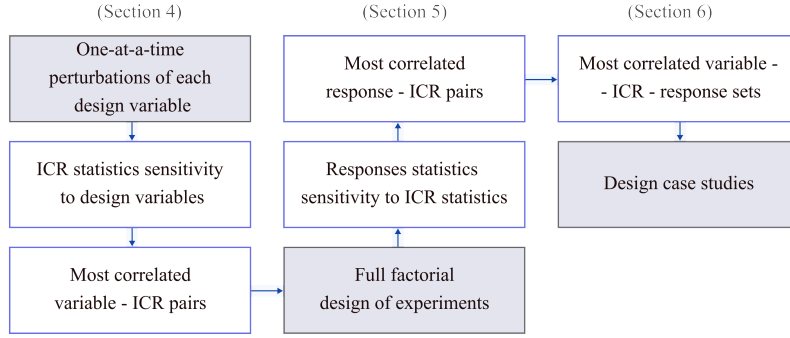 (Section 4)
One-at-a-time
perturbations of each
design variable
ICR statistics sensitivity
to design variables
Most correlated
variable - ICR pairs
(Section 5)
Most correlated
response - ICR pairs
Responses statistics
sensitivity to ICR statistics
Full factorial
design of experiments
(Section 6)
Most correlated variable -
- ICR - response sets
Design case studies